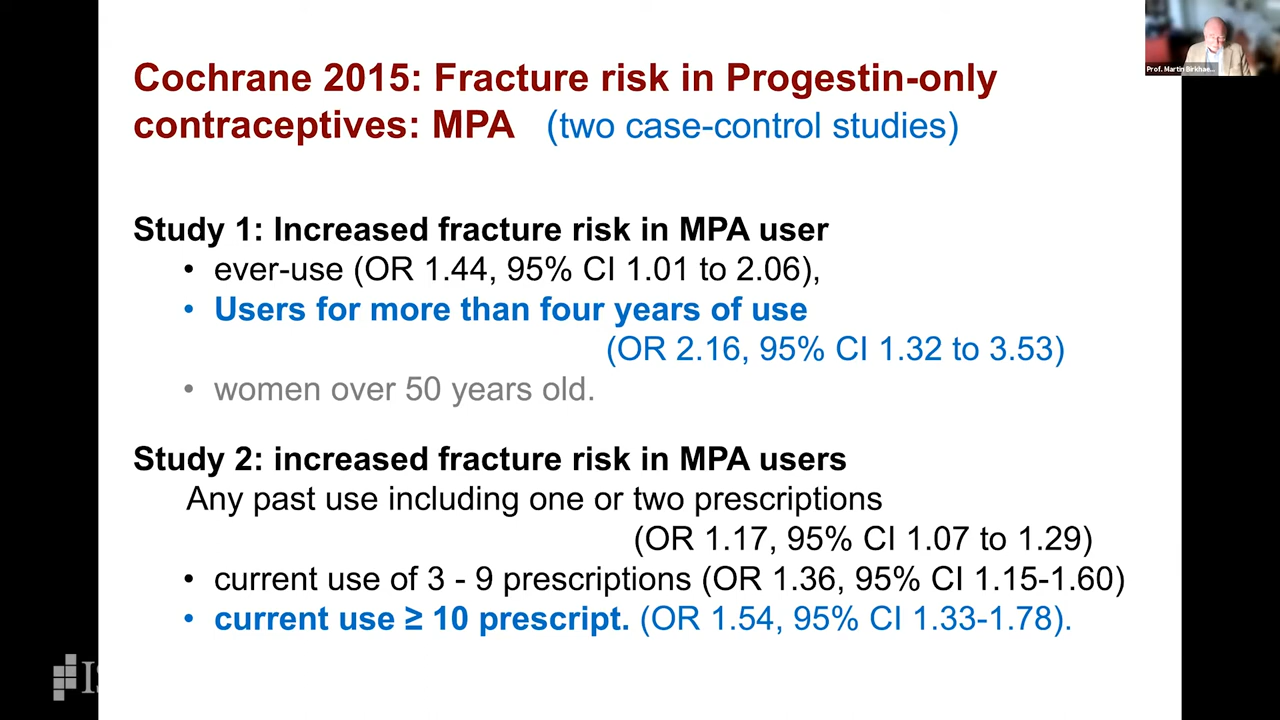 Cochrane 2015: Fracture risk in Progestin-only
contraceptives: MPA (two case-control studies)
Study 1: Increased fracture risk in MPA user
• ever-use (OR 1.44, 95% CI 1.01 to 2.06),
• Users for more than four years of use
(OR 2.16, 95% CI 1.32 to 3.53)
• women over 50 years old.
Study 2: increased fracture risk in MPA users
Any past use including one or two prescriptions
(OR 1.17, 95% CI 1.07 to 1.29)
• current use of 3 - 9 prescriptions (OR 1.36, 95% CI 1.15-1.60)
• current use ≥ 10 prescript. (OR 1.54, 95% CI 1.33-1.78).
Prof. Martin Birkhae...